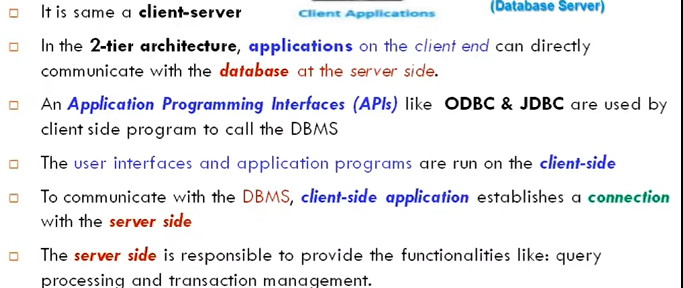 Client Applications
(Database Server)
It is same a client-server
In the 2-tier architecture, applications on the client end can directly
communicate with the database at the server side.
An Application Programming Interfaces (APIs) like ODBC & JDBC are used by
client side program to call the DBMS
The user interfaces and application programs are run on the client-side
To communicate with the DBMS, client-side application establishes a connection
with the server side
The server side is responsible to provide the functionalities like: query
processing and transaction management.